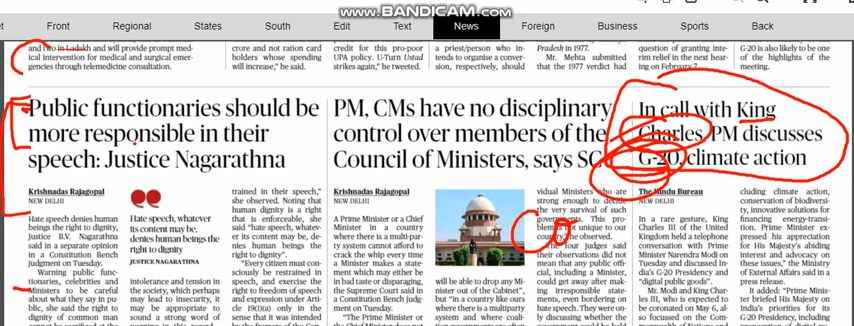 www.BANDICAM.com
Front Regional States South Edit Text News Foreign Business Sports Back
and two in Ladakh and will provide prompt med-
ical intervention for medical and surgical emer-
gencies through telemedicine consultation.
crore and not ration card
holders whose spending
will increase," he said.
credit for this pro-poor
UPA policy. U-Turn Ustad
strikes again," he tweeted.
a priest/person who in-
tends to organise a conver-
sion, respectively, should
Pradesh in 1977.
Mr. Mehta submitted
that the 1977 verdict had
question of granting inte-
rim relief in the next hear-
ing on February 7.
G-20 is also likely to be one
of the highlights of the
meeting.
Public functionaries should be
more responsible in their
speech: Justice Nagarathna
Krishnadas Rajagopal
NEW DELHI
Hate speech denies human
beings the right to dignity,
Justice B.V. Nagarathna
said in a separate opinion
in a Constitution Bench
judgment on Tuesday.
Warning public func-
tionaries, celebrities and
Ministers to be careful
about what they say in pu-
blic, she said the right to
dignity of common man
Hate speech, whatever
its content may be,
denies human beings the
right to dignity
JUSTICE NAGARATHNA
intolerance and tension in
the society, which perhaps
may lead to insecurity, it
may be appropriate to
sound a strong word of
trained in their speech,"
she observed. Noting that
human dignity is a right
that is enforceable, she
said "hate speech, whatev-
er its content may be, de-
nies human beings the
right to dignity".
"Every citizen must con-
sciously be restrained in
speech, and exercise the
right to freedom of speech
and expression under Arti-
cle 19(1)(a) only in the
sense that it was intended
PM, CMs have no disciplinary
control over members of the
Council of Ministers, says SC
Krishnadas Rajagopal
NEW DELHI
A Prime Minister or a Chief
Minister in a country
where there is a multi-par-
ty system cannot afford to
crack the whip every time
a Minister makes a state-
ment which may either be
in bad taste or disparaging,
the Supreme Court said in
a Constitution Bench judg-
ment on Tuesday.
"The Prime Minister or
will be able to drop any Mi-
nister out of the Cabinet",
but "in a country like ours
where there is a multiparty
system and where coali-
vidual Ministers who are
strong enough to decide
the very survival of such
governments. This pro-
blem is not unique to our
country," he observed.
The four judges said
their observations did not
mean that any public offi-
cial, including a Minister,
could get away after mak-
ing irresponsible state-
ments, even bordering on
hate speech. They were on-
In call with King
Charles, PM discusses
G-20, climate action
The Hindu Bureau
NEW DELHI
In a rare gesture, King
Charles III of the United
Kingdom held a telephone
conversation with Prime
Minister Narendra Modi on
Tuesday and discussed In-
dia's G-20 Presidency and
"digital public goods".
Mr. Modi and King Char-
les III, who is expected to
be coronated on May 6, al-
so focussed on the Com-
cluding climate action,
conservation of biodiversi-
ty, innovative solutions for
financing energy-transi-
tion. Prime Minister ex-
pressed his appreciation
for His Majesty's abiding
interest and advocacy on
these issues," the Ministry
of External Affairs said in a
press release.
It added: "Prime Minis-
ter briefed His Majesty on
India's priorities for its
G-20 Presidency, including